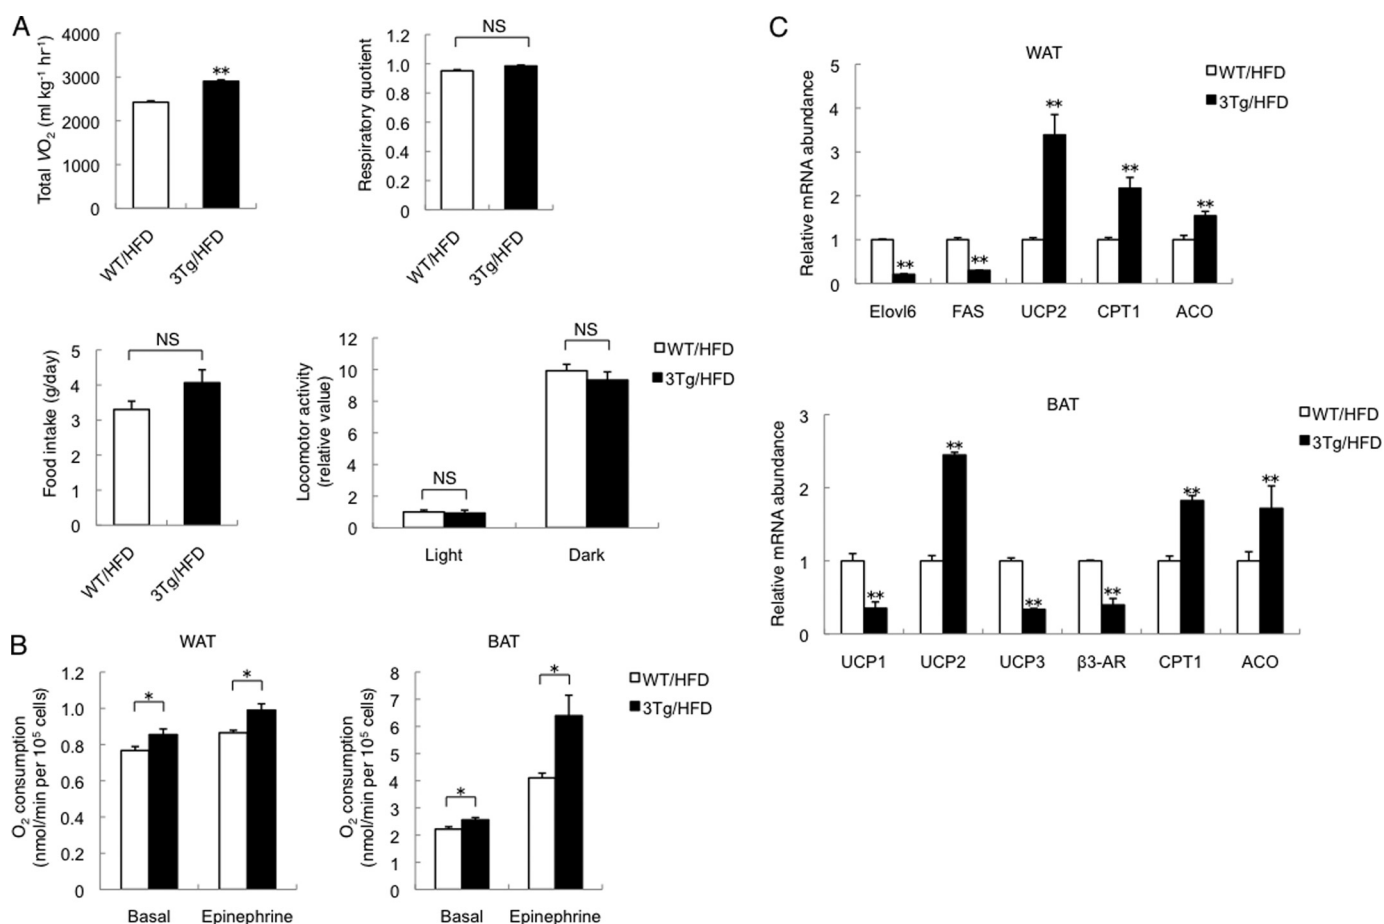 A
Total VO2 (ml kg-1 hr-1)
4000
3000
2000
1000
0
**
WT/HFD
3Tg/HFD
Respiratory quotient
1.2
1.0
0.8
0.6
0.4
0.2
0
NS
WT/HFD
3Tg/HFD
Food intake (g/day)
5
4
3
2
1
0
NS
WT/HFD
3Tg/HFD
Locomotor activity
(relative value)
12
10
8
6
4
2
0
NS
NS
Light
Dark
WT/HFD
3Tg/HFD
B
WAT
O2 consumption
(nmol/min per 10^5 cells)
1.2
1.0
0.8
0.6
0.4
0.2
0
*
*
Basal
Epinephrine
BAT
O2 consumption
(nmol/min per 10^5 cells)
8
7
6
5
4
3
2
1
0
*
*
Basal
Epinephrine
WT/HFD
3Tg/HFD
C
WAT
Relative mRNA abundance
5
4
3
2
1
0
**
**
**
**
**
Elovl6
FAS
UCP2
CPT1
ACO
WT/HFD
3Tg/HFD
BAT
Relative mRNA abundance
3
2
1
0
**
**
**
**
**
**
UCP1
UCP2
UCP3
β3-AR
CPT1
ACO
WT/HFD
3Tg/HFD